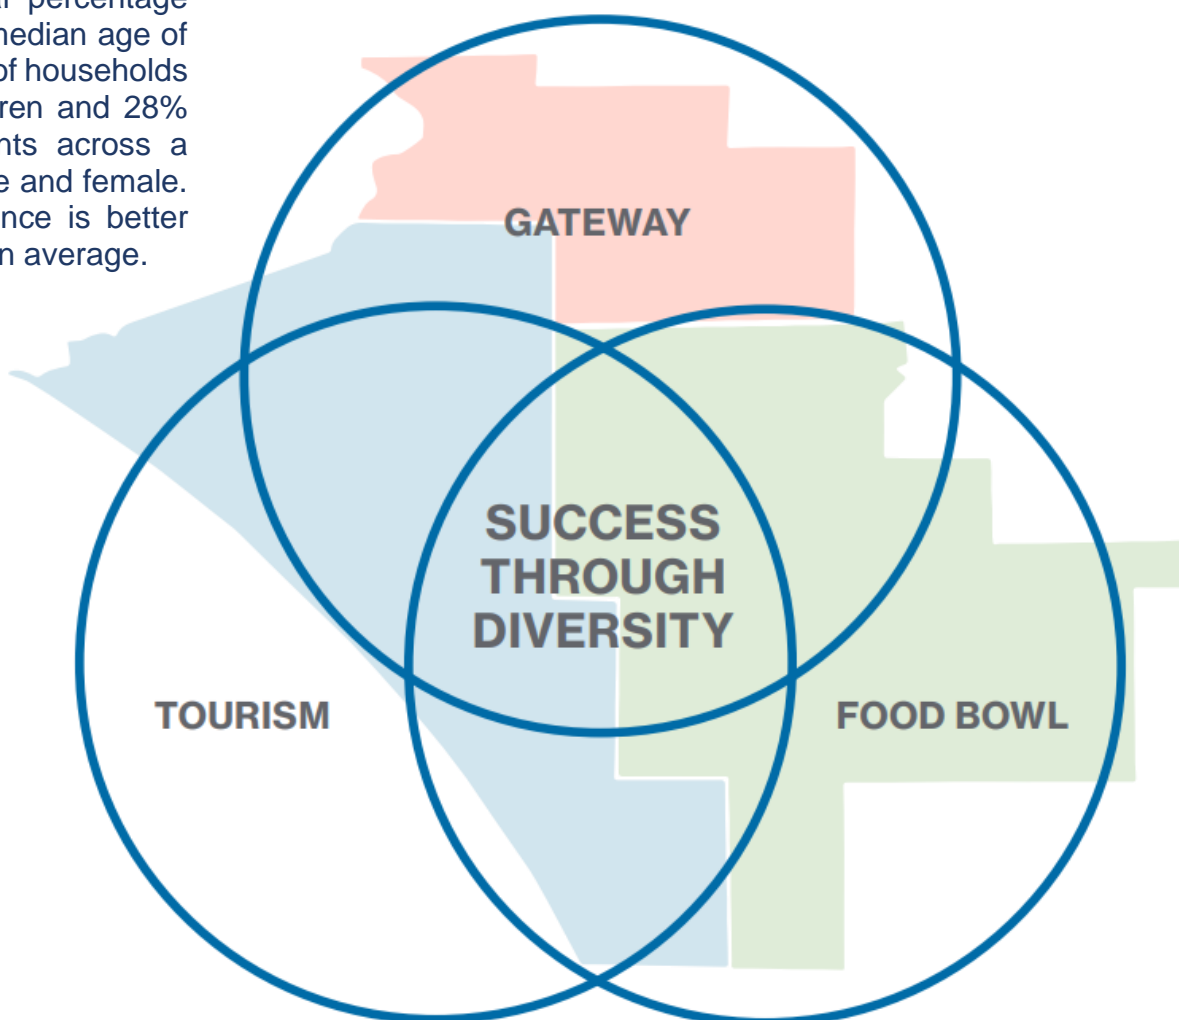 percentage
median age of
of households
ren and 28%
nts across a
e and female.
nce is better
n average.
GATEWAY
SUCCESS
THROUGH
DIVERSITY
TOURISM
FOOD BOWL